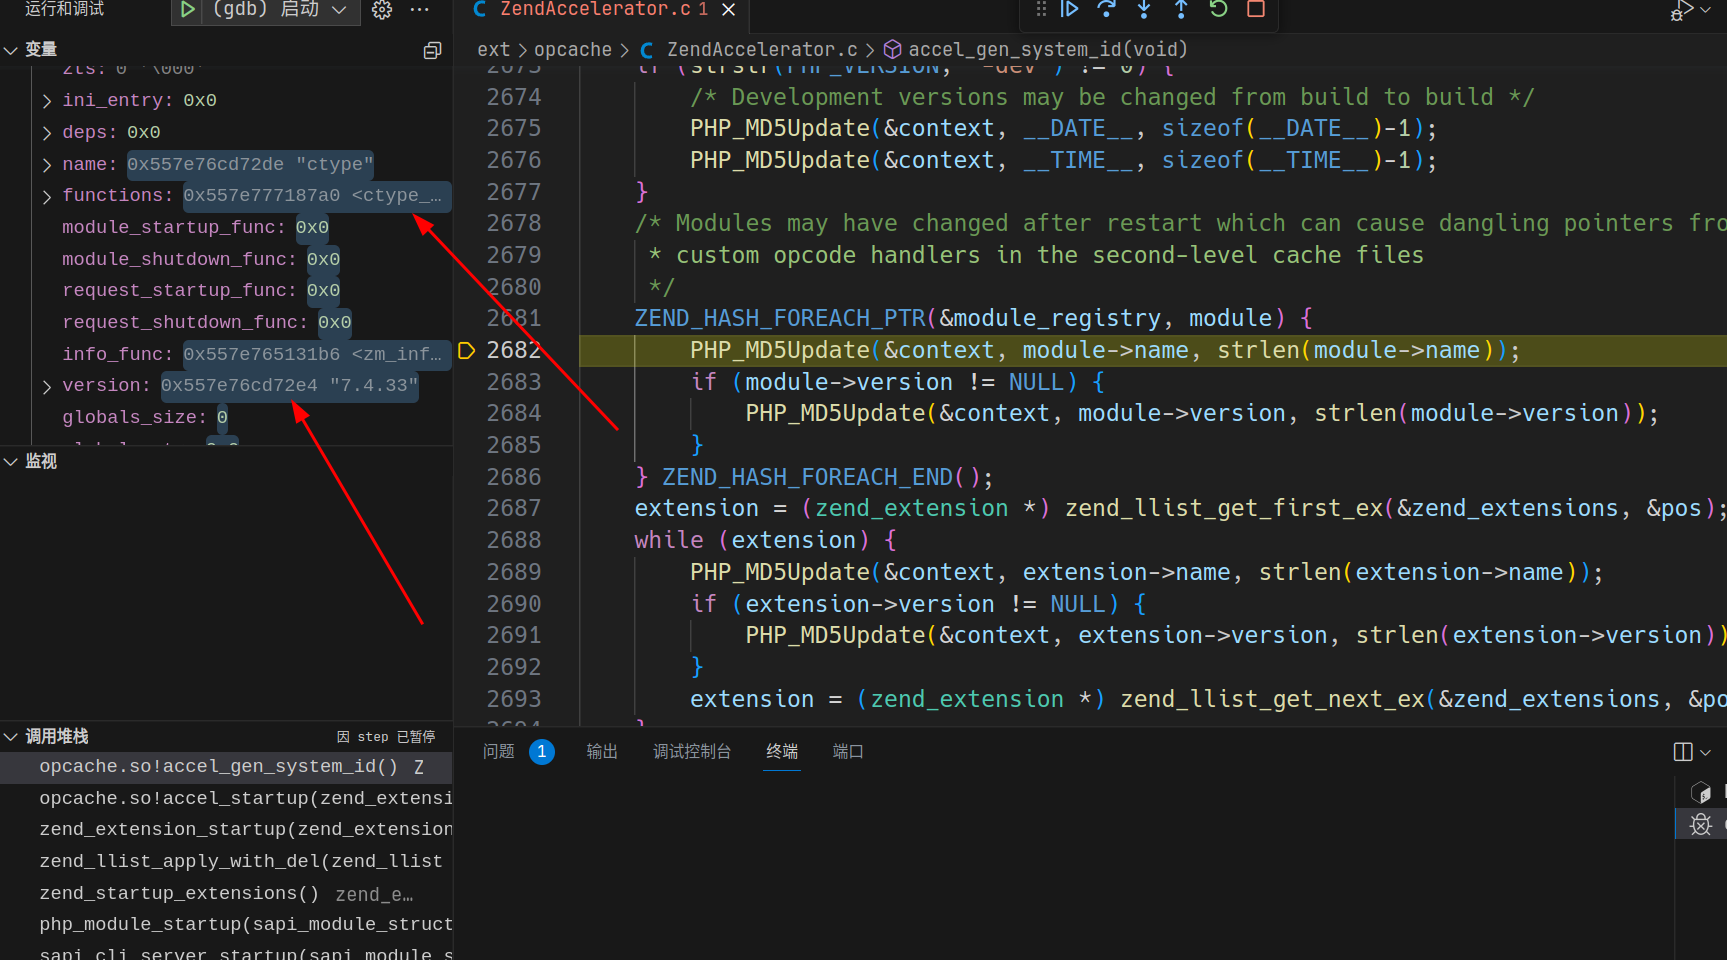 运行和调试
(gdb) 启动
ZendAccelerator.c 1
变量
zts: 0 '\000'
ini_entry: 0x0
deps: 0x0
name: 0x557e76cd72de "ctype"
functions: 0x557e777187a0 <ctype_…
module_startup_func: 0x0
module_shutdown_func: 0x0
request_startup_func: 0x0
request_shutdown_func: 0x0
info_func: 0x557e765131b6 <zm_inf…
version: 0x557e76cd72e4 "7.4.33"
globals_size: 0
监视
调用堆栈
因 step 已暂停
opcache.so!accel_gen_system_id() Z
opcache.so!accel_startup(zend_extensi
zend_extension_startup(zend_extension
zend_llist_apply_with_del(zend_llist
zend_startup_extensions() zend_e…
php_module_startup(sapi_module_struct
sapi_cli_server_startup(sapi_module_s
ext > opcache > C ZendAccelerator.c > accel_gen_system_id(void)
2673 if (strstr(PHP_VERSION, "-dev") != 0) {
2674 /* Development versions may be changed from build to build */
2675 PHP_MD5Update(&context, __DATE__, sizeof(__DATE__)-1);
2676 PHP_MD5Update(&context, __TIME__, sizeof(__TIME__)-1);
2677 }
2678 /* Modules may have changed after restart which can cause dangling pointers fro
2679 * custom opcode handlers in the second-level cache files
2680 */
2681 ZEND_HASH_FOREACH_PTR(&module_registry, module) {
2682 PHP_MD5Update(&context, module->name, strlen(module->name));
2683 if (module->version != NULL) {
2684 PHP_MD5Update(&context, module->version, strlen(module->version));
2685 }
2686 } ZEND_HASH_FOREACH_END();
2687 extension = (zend_extension *) zend_llist_get_first_ex(&zend_extensions, &pos);
2688 while (extension) {
2689 PHP_MD5Update(&context, extension->name, strlen(extension->name));
2690 if (extension->version != NULL) {
2691 PHP_MD5Update(&context, extension->version, strlen(extension->version))
2692 }
2693 extension = (zend_extension *) zend_llist_get_next_ex(&zend_extensions, &po
2694 }
问题 1 输出 调试控制台 终端 端口